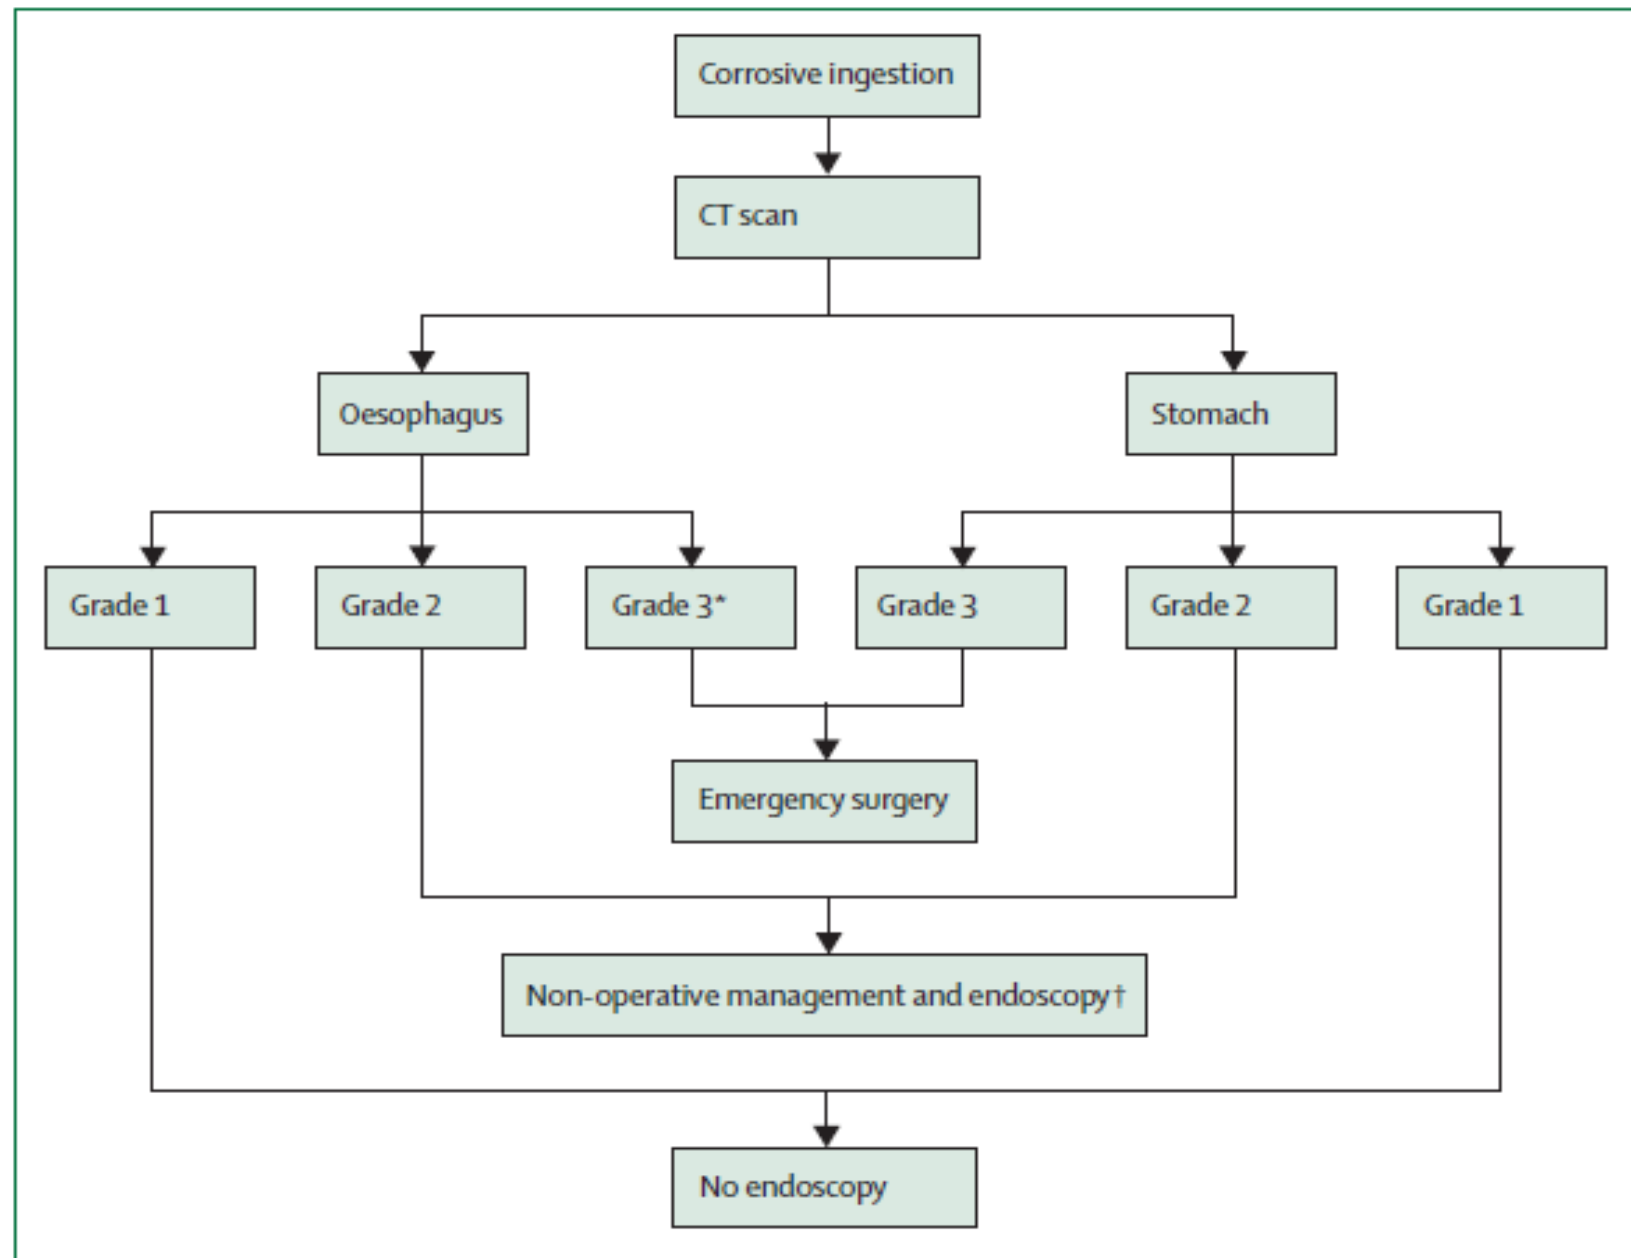 Corrosive ingestion
CT scan
Oesophagus
Stomach
Grade 1
Grade 2
Grade 3*
Grade 3
Grade 2
Grade 1
Emergency surgery
Non-operative management and endoscopy†
No endoscopy